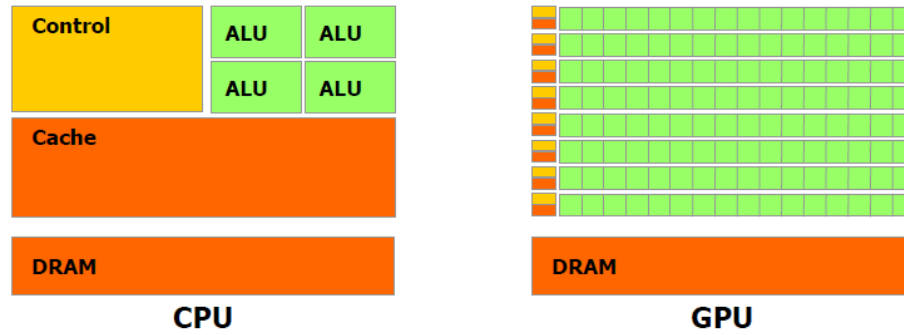 Control
ALU
ALU
ALU
ALU
Cache
DRAM
CPU
DRAM
GPU